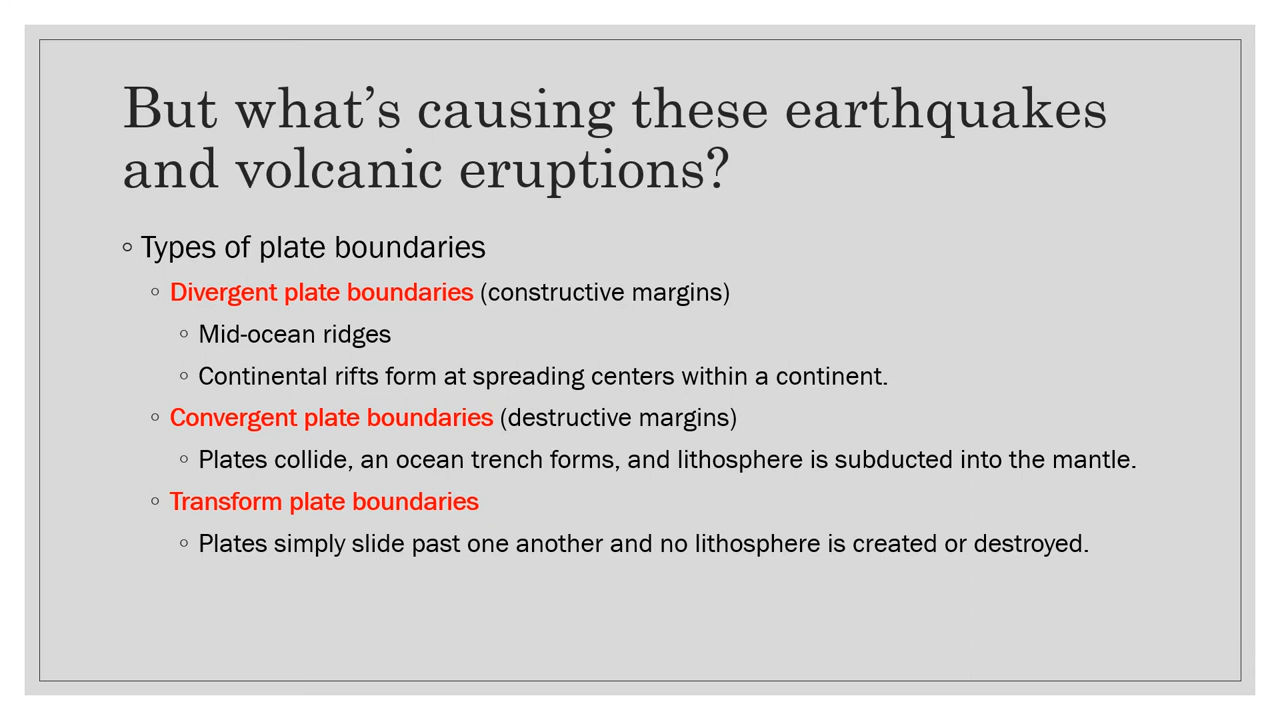 But what’s causing these earthquakes
and volcanic eruptions?
◦ Types of plate boundaries
◦ Divergent plate boundaries (constructive margins)
◦ Mid-ocean ridges
◦ Continental rifts form at spreading centers within a continent.
◦ Convergent plate boundaries (destructive margins)
◦ Plates collide, an ocean trench forms, and lithosphere is subducted into the mantle.
◦ Transform plate boundaries
◦ Plates simply slide past one another and no lithosphere is created or destroyed.